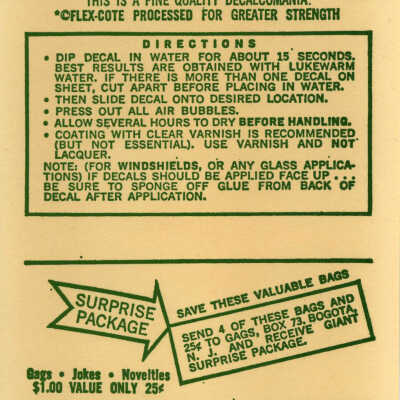 THIS IS A FINE QUALITY DECALCOMANIA.
*©FLEX-COTE PROCESSED FOR GREATER STRENGTH
DIRECTIONS
• DIP DECAL IN WATER FOR ABOUT 15 SECONDS.
BEST RESULTS ARE OBTAINED WITH LUKEWARM
WATER. IF THERE IS MORE THAN ONE DECAL ON
SHEET, CUT APART BEFORE PLACING IN WATER.
• THEN SLIDE DECAL ONTO DESIRED LOCATION.
• PRESS OUT ALL AIR BUBBLES.
• ALLOW SEVERAL HOURS TO DRY BEFORE HANDLING.
• COATING WITH CLEAR VARNISH IS RECOMMENDED
(BUT NOT ESSENTIAL). USE VARNISH AND NOT
LACQUER.
NOTE: (FOR WINDSHIELDS, OR ANY GLASS APPLICA-
TIONS) IF DECALS SHOULD BE APPLIED FACE UP ...
BE SURE TO SPONGE OFF GLUE FROM BACK OF
DECAL AFTER APPLICATION.
SURPRISE
PACKAGE
SAVE THESE VALUABLE BAGS
SEND 4 OF THESE BAGS AND
25¢ TO GAGS, BOX 73, BOGOTA,
N. J. AND RECEIVE GIANT
SURPRISE PACKAGE.
Gags • Jokes • Novelties
$1.00 VALUE ONLY 25¢